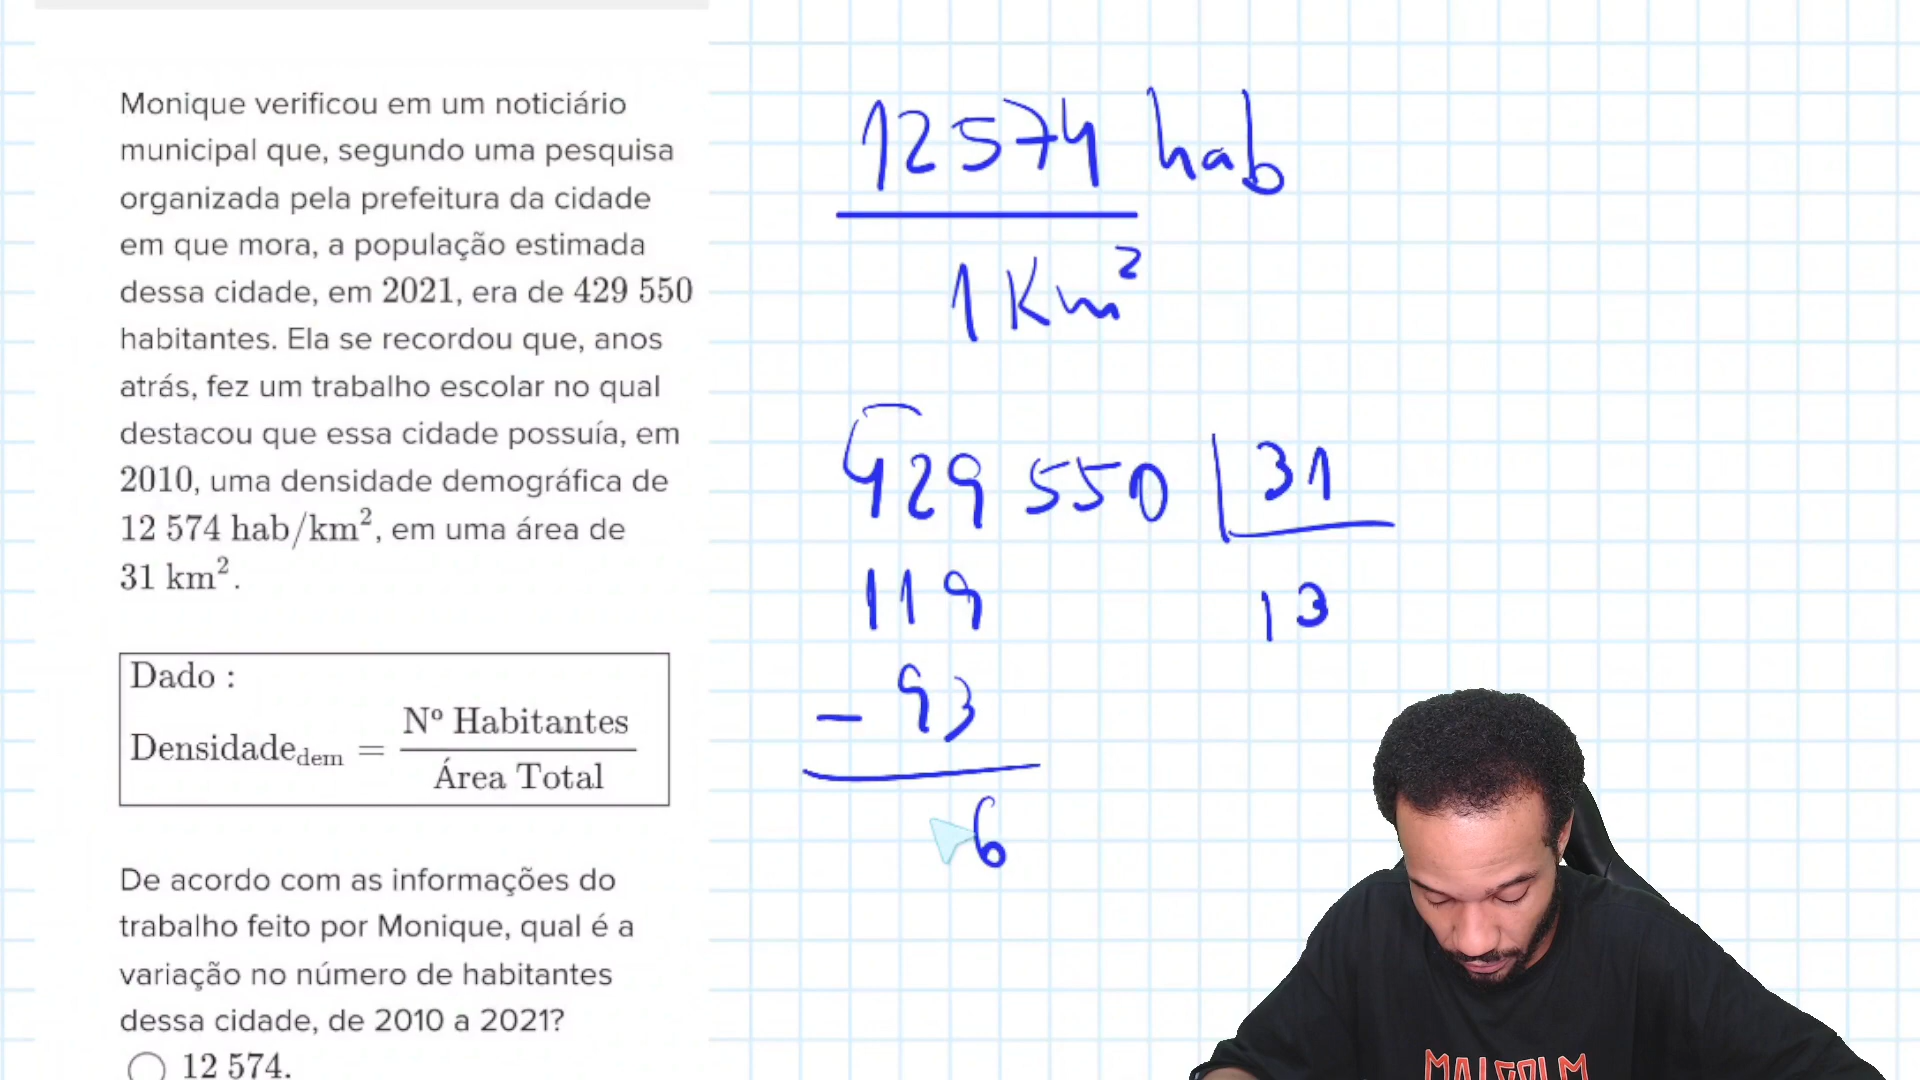 Monique verificou em um noticiário
municipal que, segundo uma pesquisa
organizada pela prefeitura da cidade
em que mora, a população estimada
dessa cidade, em 2021, era de 429 550
habitantes. Ela se recordou que, anos
atrás, fez um trabalho escolar no qual
destacou que essa cidade possuía, em
2010, uma densidade demográfica de
12 574 hab/km², em uma área de
31 km².
Dado :
Densidade_dem = Nº Habitantes / Área Total
De acordo com as informações do
trabalho feito por Monique, qual é a
variação no número de habitantes
dessa cidade, de 2010 a 2021?
12 574.
12574 hab
1 Km²
429 550 31
119 13
- 93
26
MALCOLM